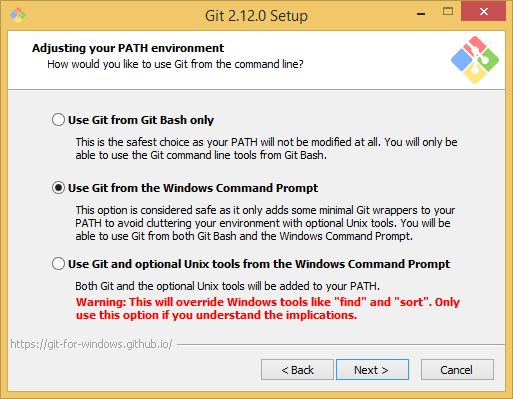 Git 2.12.0 Setup
Adjusting your PATH environment
How would you like to use Git from the command line?
Use Git from Git Bash only
This is the safest choice as your PATH will not be modified at all. You will only be
able to use the Git command line tools from Git Bash.
Use Git from the Windows Command Prompt
This option is considered safe as it only adds some minimal Git wrappers to your
PATH to avoid cluttering your environment with optional Unix tools. You will be
able to use Git from both Git Bash and the Windows Command Prompt.
Use Git and optional Unix tools from the Windows Command Prompt
Both Git and the optional Unix tools will be added to your PATH.
Warning: This will override Windows tools like "find" and "sort". Only
use this option if you understand the implications.
https://git-for-windows.github.io/
< Back
Next >
Cancel